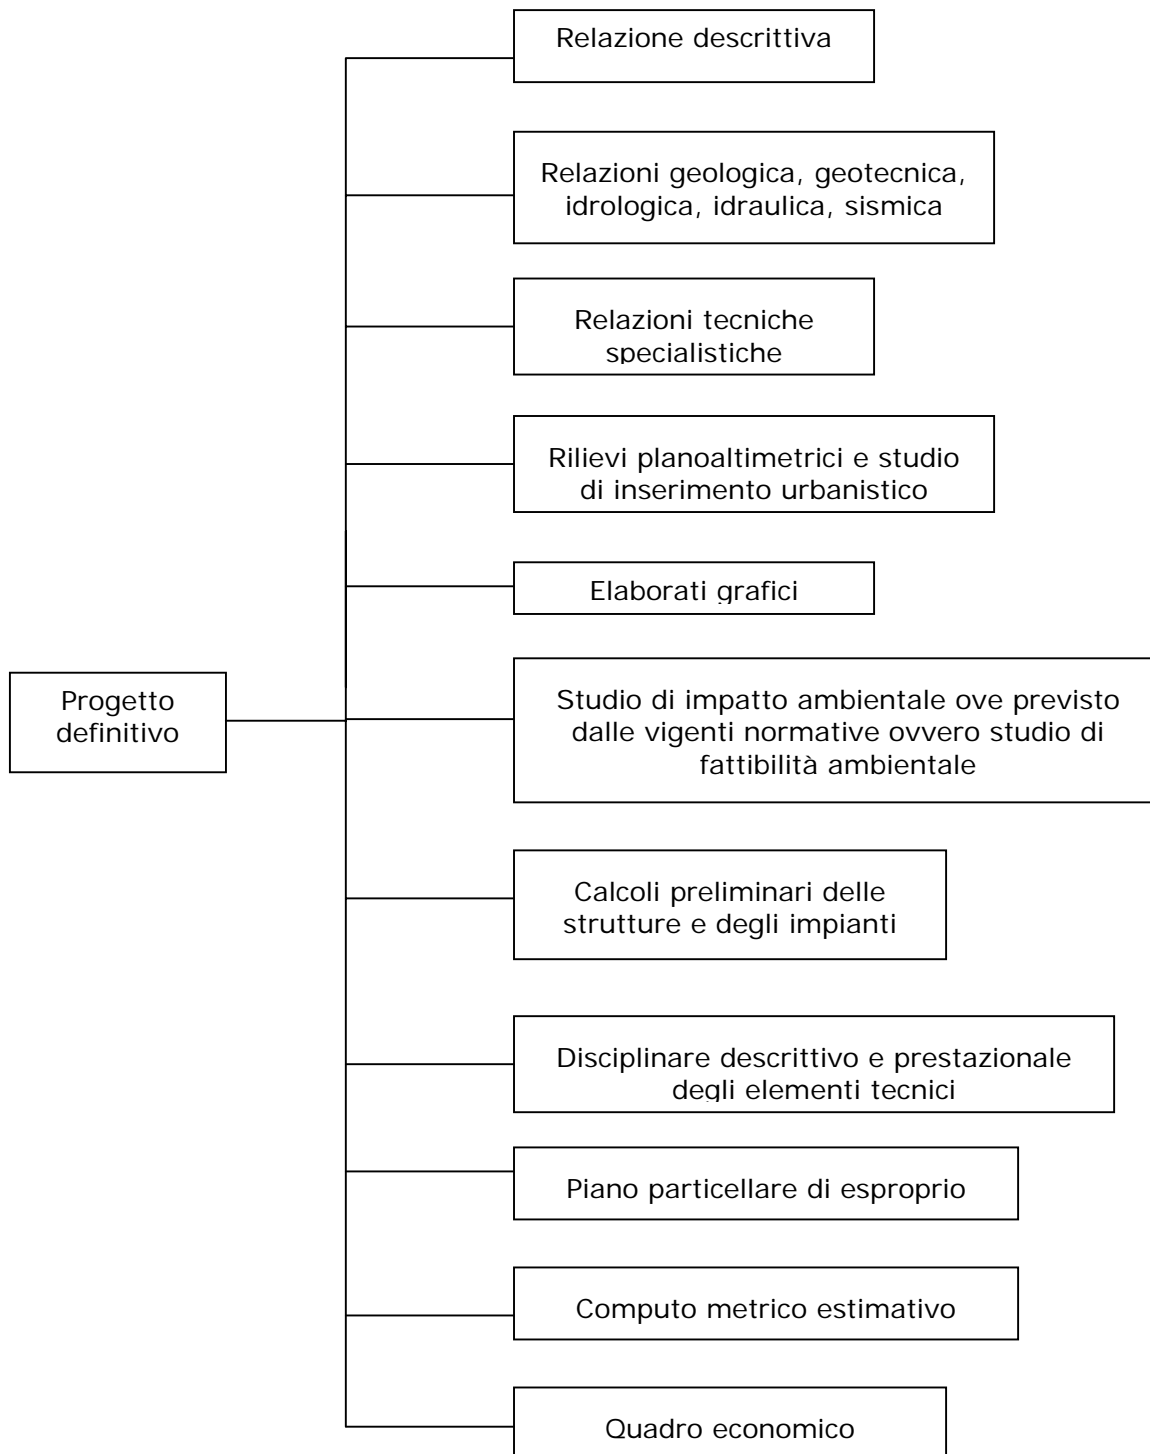 Relazione descrittiva
Relazioni geologica, geotecnica,
idrologica, idraulica, sismica
Relazioni tecniche
specialistiche
Rilievi planoaltimetrici e studio
di inserimento urbanistico
Elaborati grafici
Progetto
definitivo
Studio di impatto ambientale ove previsto
dalle vigenti normative ovvero studio di
fattibilità ambientale
Calcoli preliminari delle
strutture e degli impianti
Disciplinare descrittivo e prestazionale
degli elementi tecnici
Piano particellare di esproprio
Computo metrico estimativo
Quadro economico